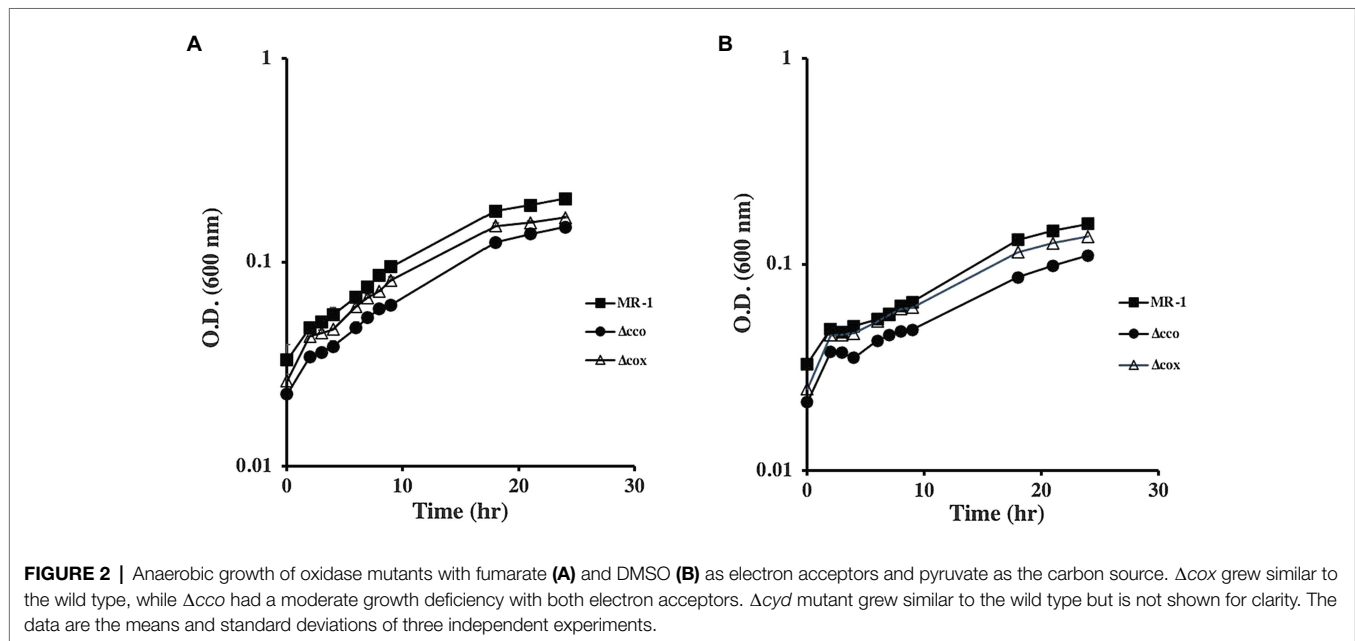 A
1
0.1
0.01
O.D. (600 nm)
0
10
20
30
Time (hr)
MR-1
Δcco
Δcox
B
1
0.1
0.01
O.D. (600 nm)
0
10
20
30
Time (hr)
MR-1
Δcco
Δcox
FIGURE 2 | Anaerobic growth of oxidase mutants with fumarate (A) and DMSO (B) as electron acceptors and pyruvate as the carbon source. Δcox grew similar to
the wild type, while Δcco had a moderate growth deficiency with both electron acceptors. Δcyd mutant grew similar to the wild type but is not shown for clarity. The
data are the means and standard deviations of three independent experiments.